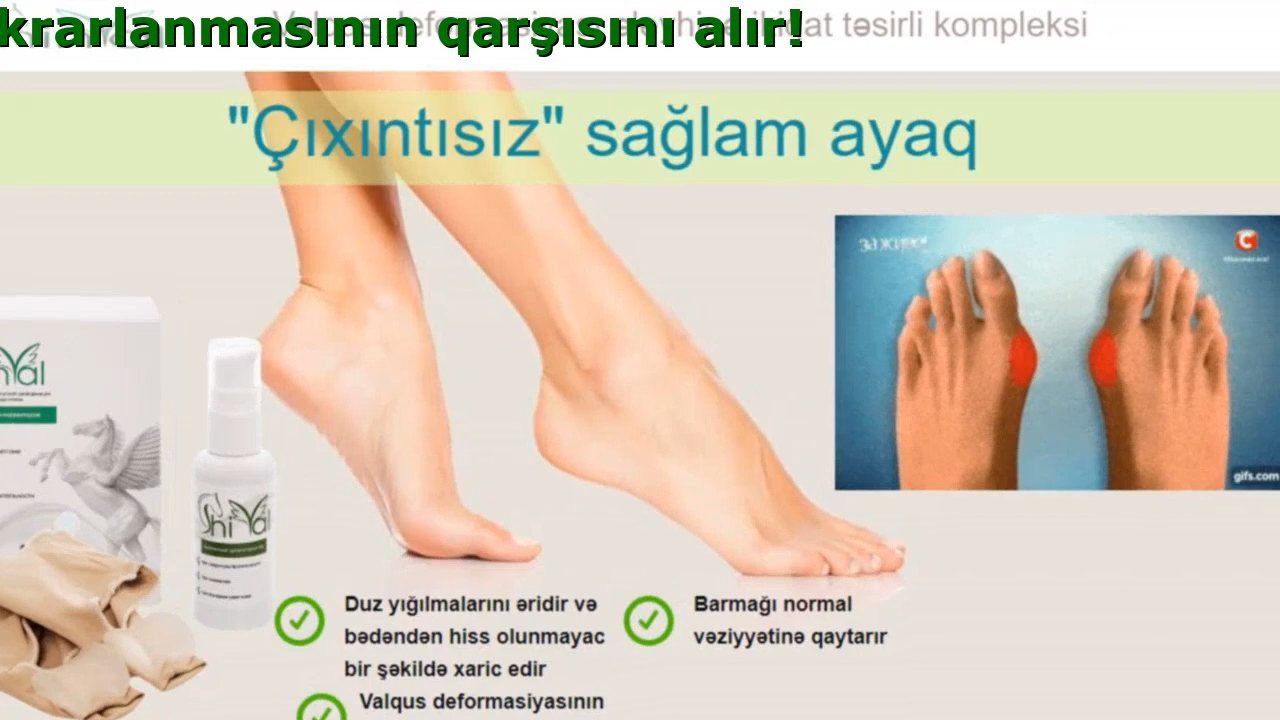 krarlanmasının qarşısını alır!
təsirli kompleksi
"Çıxıntısız" sağlam ayaq
gifs.com
Duz yığılmalarını əridir və
bədəndən hiss olunmayac
bir şəkildə xaric edir
Barmağı normal
vəziyyətinə qaytarır
Valqus deformasiyasının